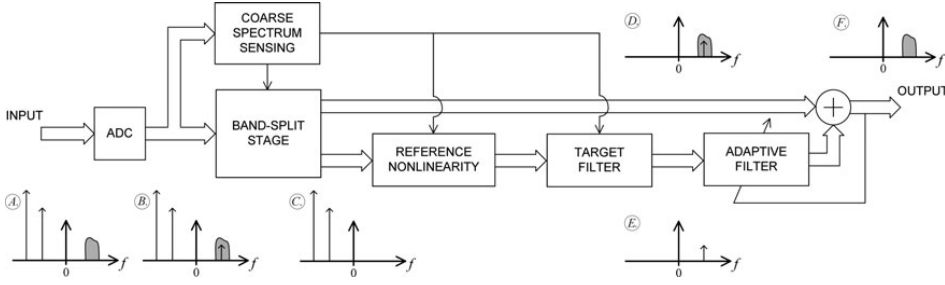 COARSE
SPECTRUM
SENSING
D.
0
f
F.
0
f
INPUT
ADC
BAND-SPLIT
STAGE
REFERENCE
NONLINEARITY
TARGET
FILTER
ADAPTIVE
FILTER
+
OUTPUT
A.
0
f
B.
0
f
C.
0
f
E.
0
f